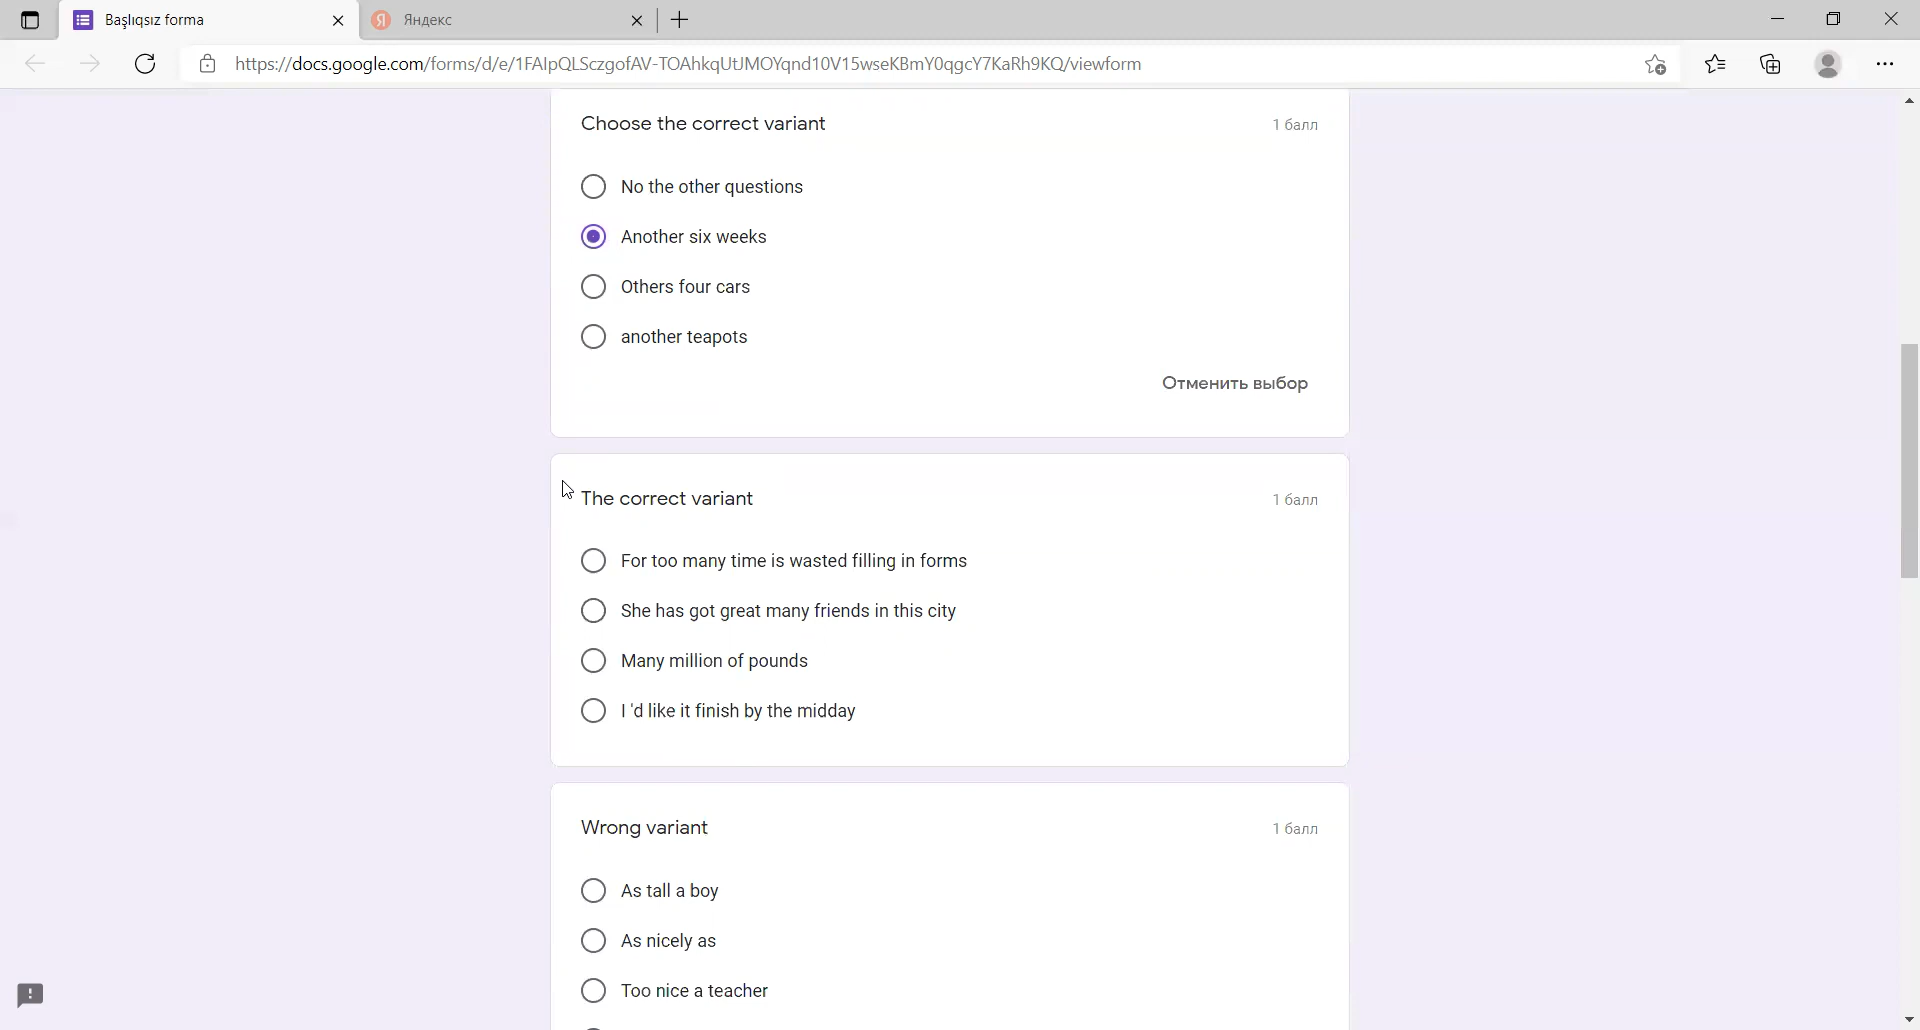 Başlıqsız forma
Яндекс
https://docs.google.com/forms/d/e/1FAIpQLSczgofAV-TOAhkqUtJMOYqnd10V15wseKBmY0qgcY7KaRh9KQ/viewform
Choose the correct variant
1 балл
No the other questions
Another six weeks
Others four cars
another teapots
Отменить выбор
The correct variant
1 балл
For too many time is wasted filling in forms
She has got great many friends in this city
Many million of pounds
I 'd like it finish by the midday
Wrong variant
1 балл
As tall a boy
As nicely as
Too nice a teacher